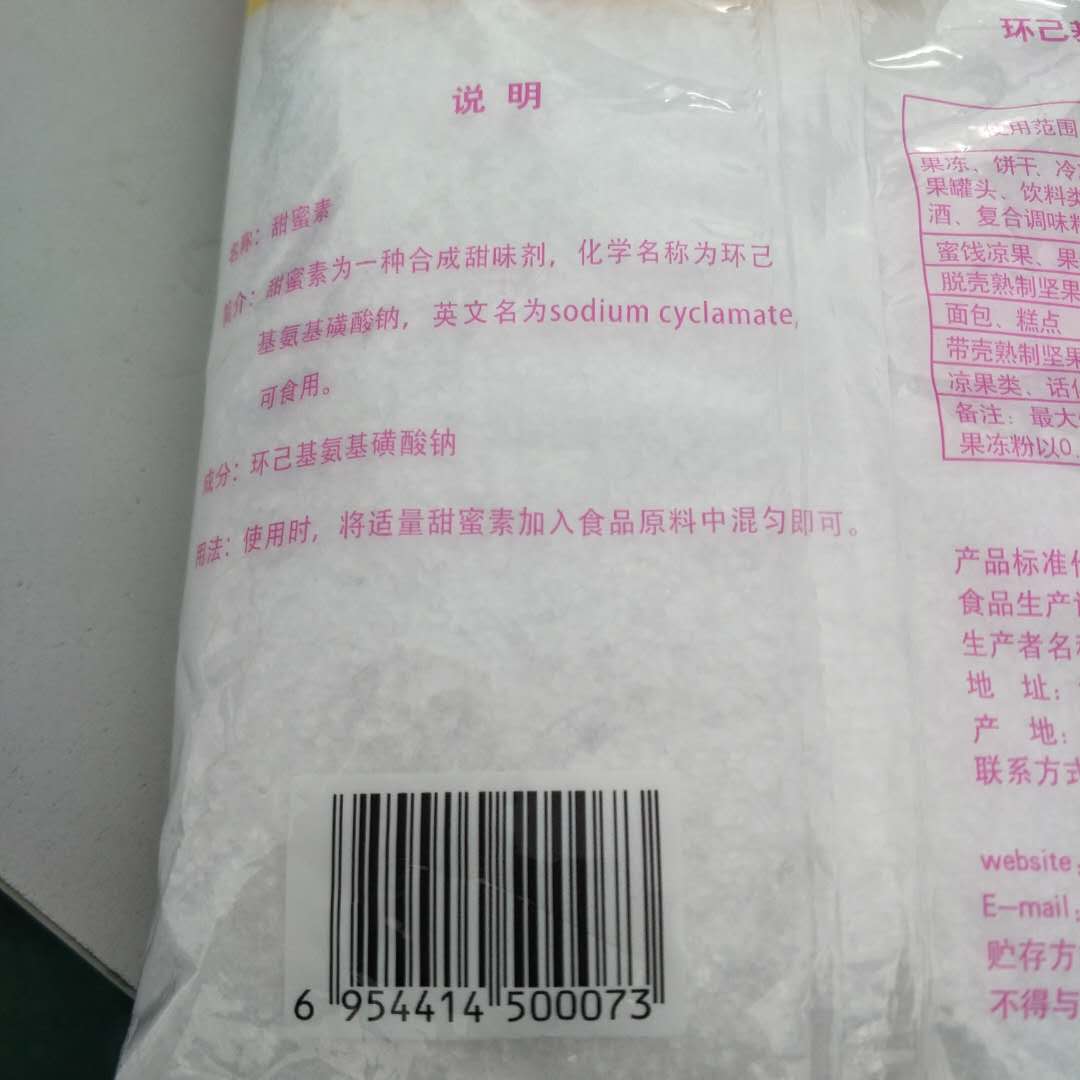 说 明
名称：甜蜜素
简介：甜蜜素为一种合成甜味剂，化学名称为环己
基氨基磺酸钠，英文名为sodium cyclamate,
可食用。
成分：环己基氨基磺酸钠
用法：使用时，将适量甜蜜素加入食品原料中混匀即可。
6 954414 500073
环己
使用范围
果冻、饼干、冷
果罐头、饮料类
酒、复合调味料
蜜饯凉果、果
脱壳熟制坚果
面包、糕点
带壳熟制坚果
凉果类、话化
备注：最大
果冻粉以0.
产品标准代
食品生产许
生产者名称
地 址：
产 地：
联系方式
website
E-mail
贮存方
不得与